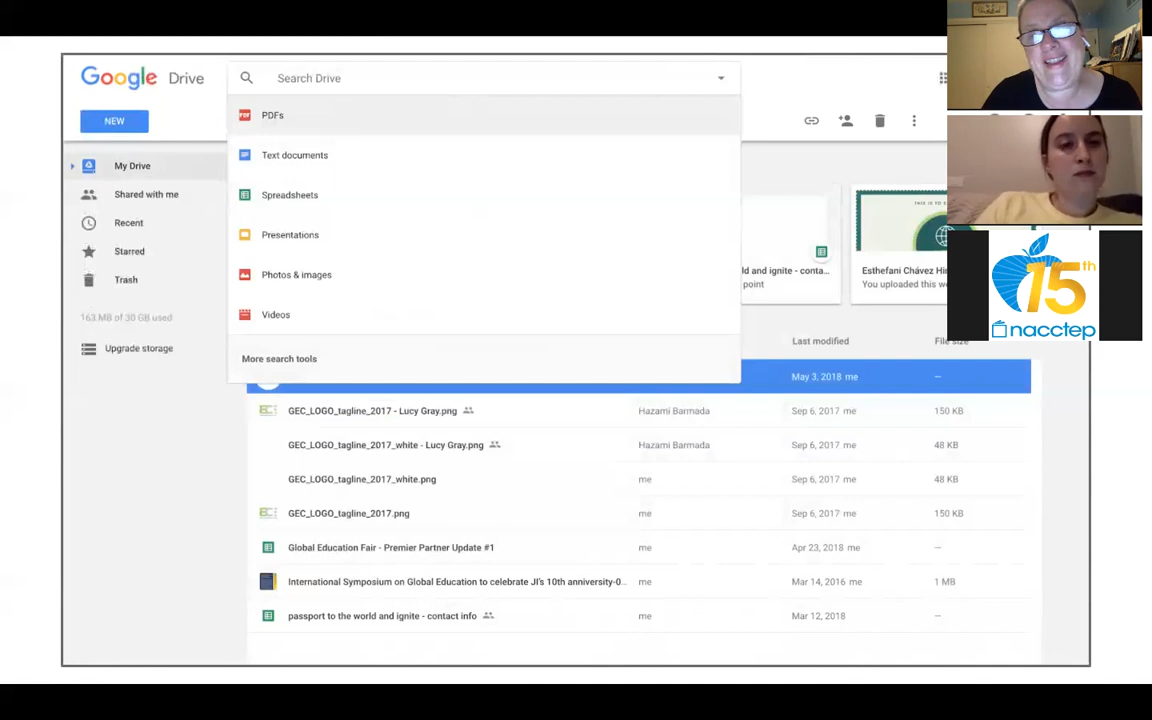 Google Drive
Search Drive
NEW
PDFs
Text documents
Spreadsheets
Presentations
Photos & images
Videos
More search tools
My Drive
Shared with me
Recent
Starred
Trash
163 MB of 30 GB used
Upgrade storage
ld and ignite - conta...
point
Esthefani Chávez Hi
You uploaded this w
15th
nacctep
Last modified
File size
May 3, 2018 me –
GEC_LOGO_tagline_2017 - Lucy Gray.png Hazami Barmada Sep 6, 2017 me 150 KB
GEC_LOGO_tagline_2017_white - Lucy Gray.png Hazami Barmada Sep 6, 2017 me 48 KB
GEC_LOGO_tagline_2017_white.png me Sep 6, 2017 me 48 KB
GEC_LOGO_tagline_2017.png me Sep 6, 2017 me 150 KB
Global Education Fair - Premier Partner Update #1 me Apr 23, 2018 me –
International Symposium on Global Education to celebrate JI's 10th anniversary-0... me Mar 14, 2016 me 1 MB
passport to the world and ignite - contact info me Mar 12, 2018 –